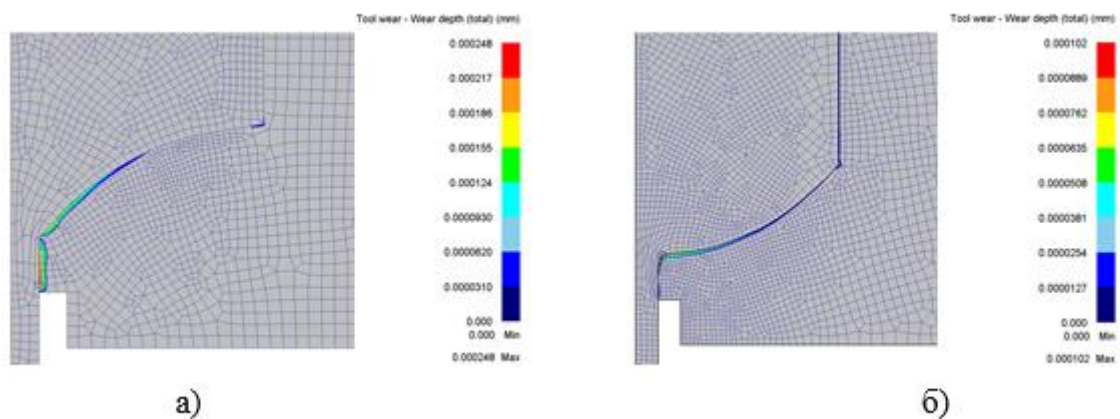 Tool wear - Wear depth (total) (mm)
0.000248
0.000217
0.000186
0.000155
0.000124
0.0000930
0.0000620
0.0000310
0.000
0.000 Min
0.000248 Max
а)
Tool wear - Wear depth (total) (mm)
0.000102
0.0000889
0.0000762
0.0000635
0.0000508
0.0000381
0.0000254
0.0000127
0.000
0.000 Min
0.000102 Max
б)